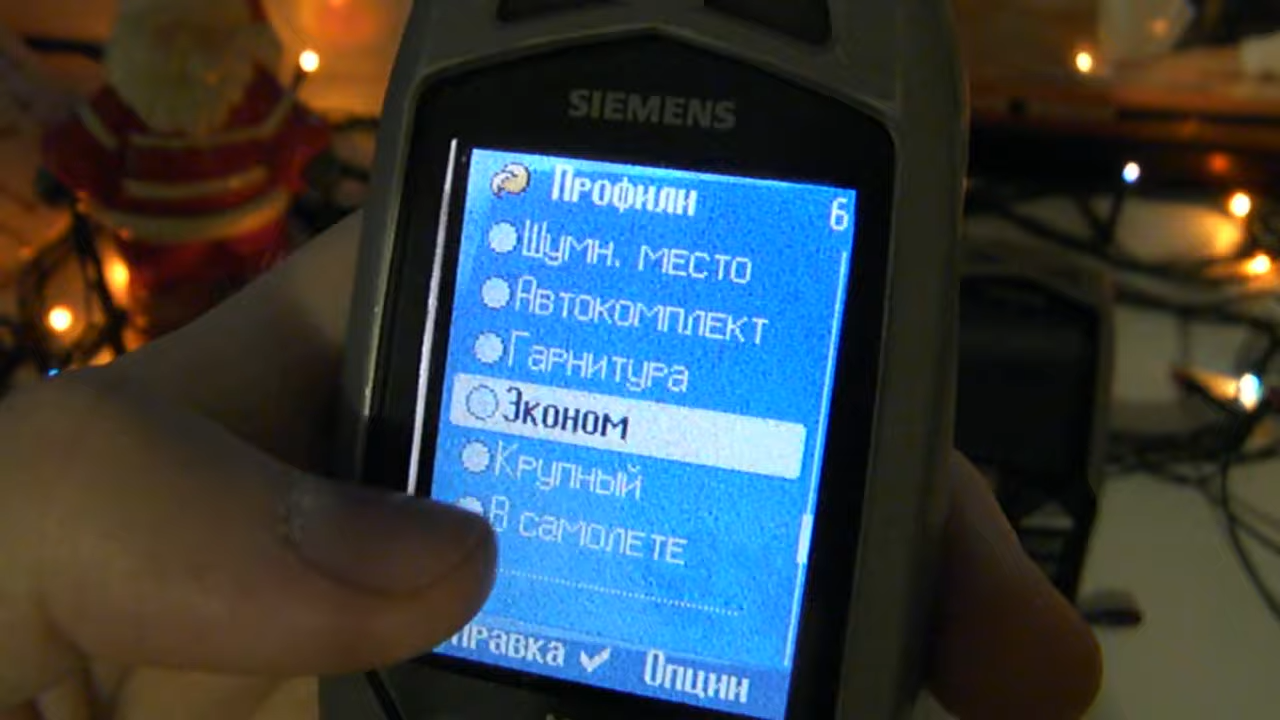 SIEMENS
Профили
6
Шумн. место
Автокомплект
Гарнитура
Эконом
Крупный
В самолете
Опции